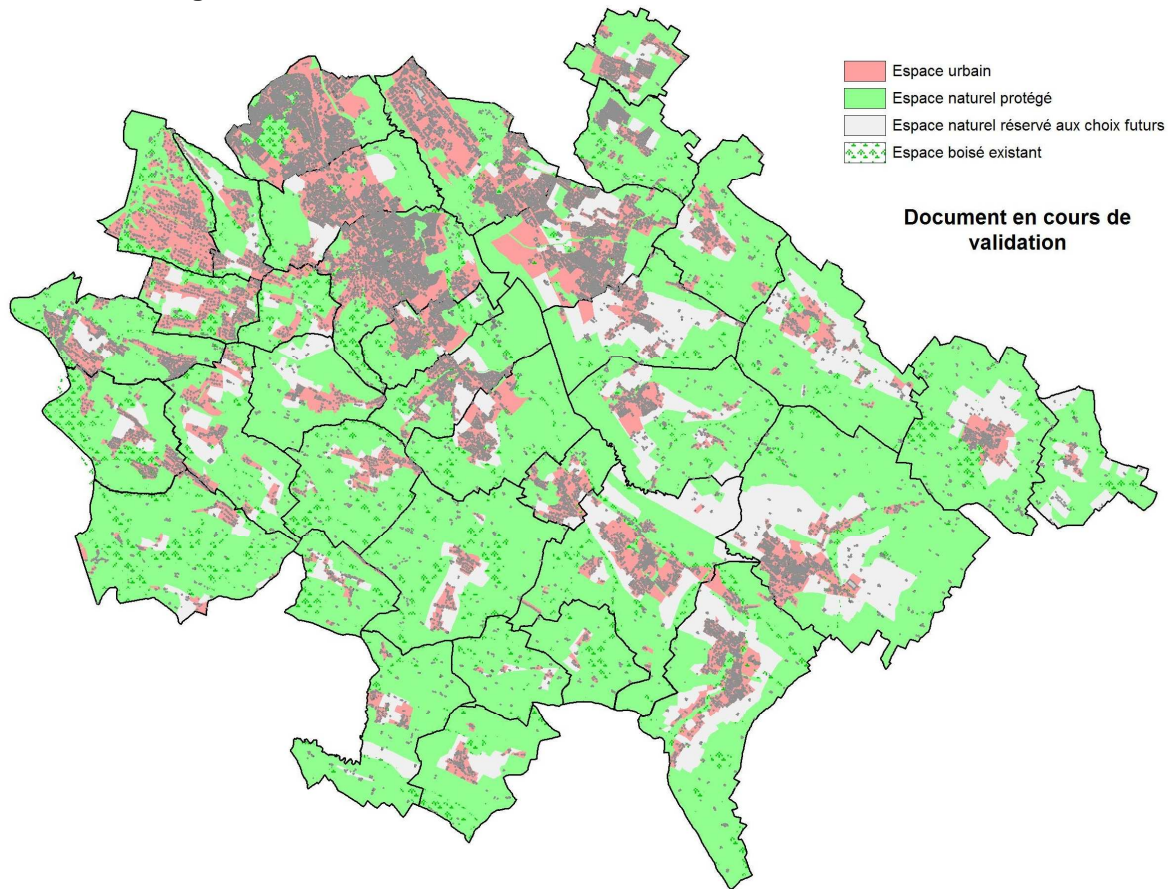 Espace urbain
Espace naturel protégé
Espace naturel réservé aux choix futurs
Espace boisé existant
Document en cours de
validation